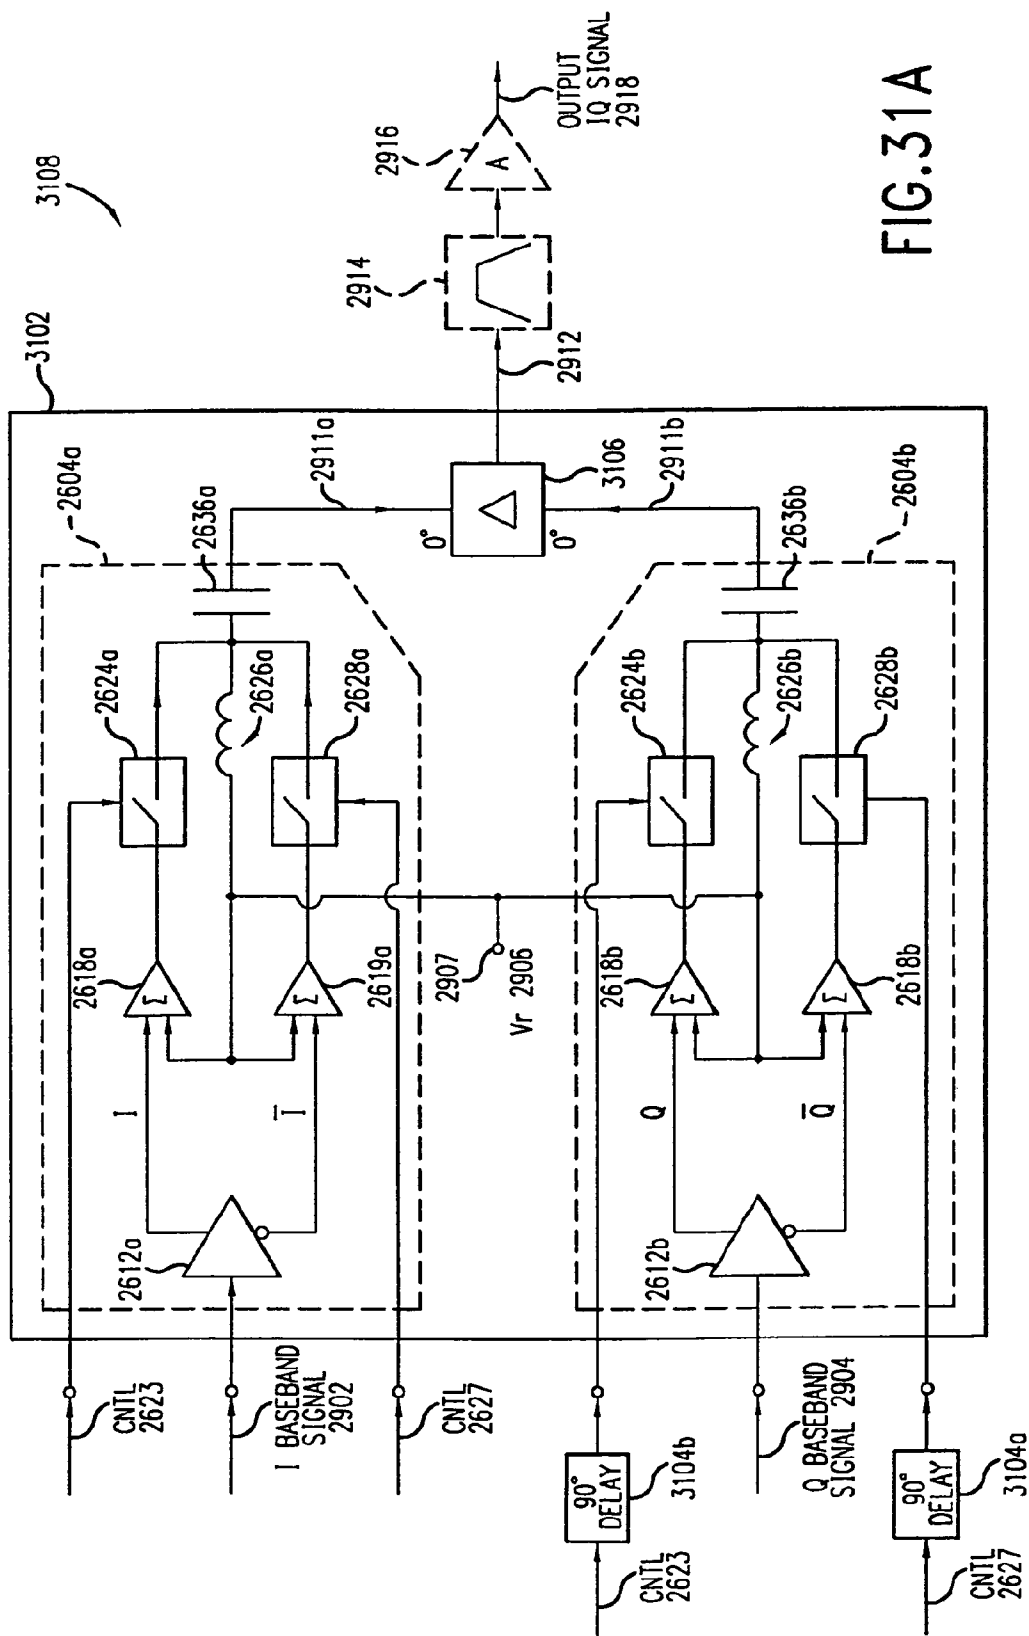 3108
3102
2604a
2624a
2636a
2626a
2628a
2618a
Σ
2619a
Σ
I
I̅
2612a
CNTL
2623
I BASEBAND
SIGNAL
2902
CNTL
2627
2911a
0°
Δ
0°
3106
2911b
2912
2914
2916
A
OUTPUT
IQ SIGNAL
2918
2907
Vr 2906
2604b
2636b
2624b
2626b
2628b
2618b
Σ
2618b
Σ
Q
Q̅
2612b
90°
DELAY
3104b
CNTL
2623
Q BASEBAND
SIGNAL 2904
90°
DELAY
3104a
CNTL
2627
FIG.31A